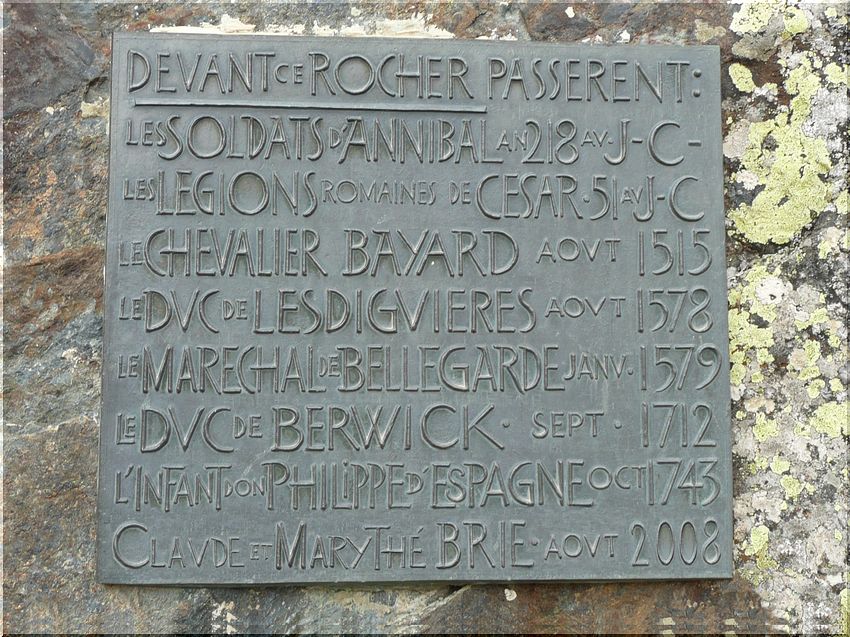 DEVANT CE ROCHER PASSERENT:
LES SOLDATS D'ANNIBAL AN 218 AV. J-C-
LES LEGIONS ROMAINES DE CESAR. 51 AV J-C
LE CHEVALIER BAYARD AOVT 1515
LE DVC DE LESDIGVIERES AOVT 1578
LE MARECHAL DE BELLEGARDE JANV. 1579
LE DVC DE BERWICK. SEPT. 1712
L'INFANT DON PHILIPPE D'ESPAGNE OCT 1743
CLAVDE ET MARYTHÉ BRIE. AOVT 2008